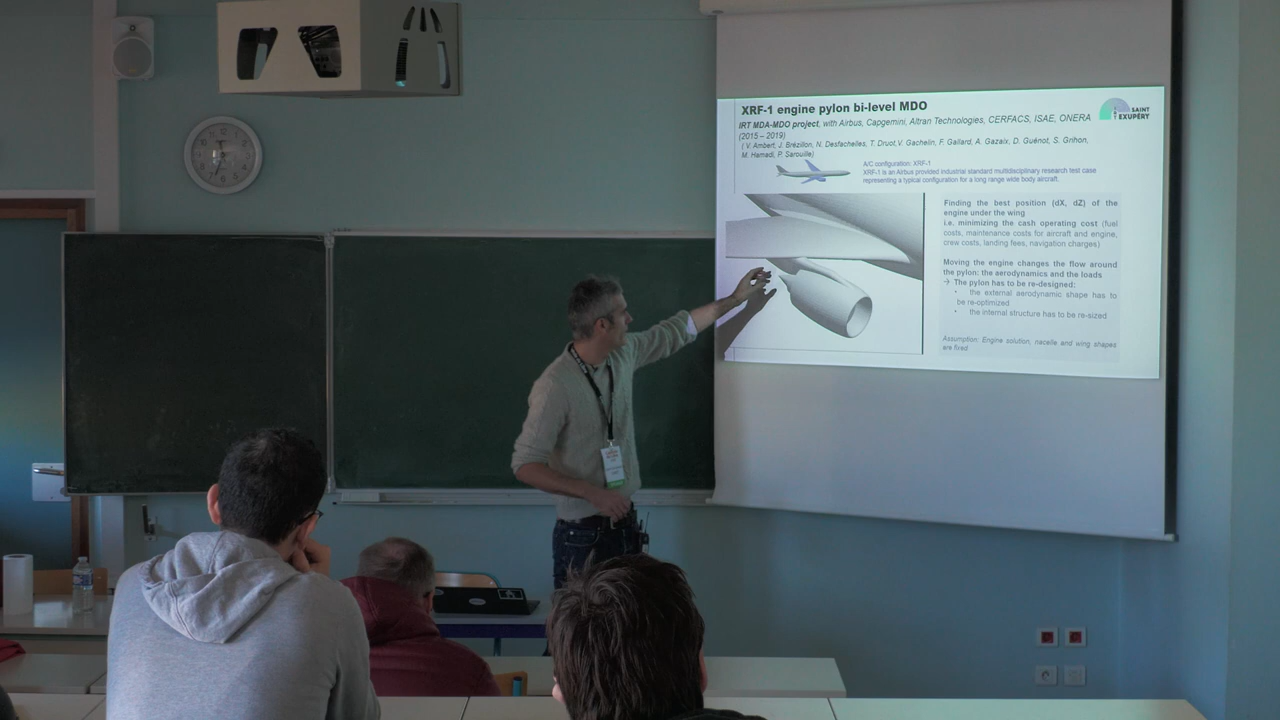 XRF-1 engine pylon bi-level MDO
IRT MDA-MDO project, with Airbus, Capgemini, Altran Technologies, CERFACS, ISAE, ONERA
(2015 – 2019)
( V. Ambert, J. Brézillon, N. Desfachelles, T. Druot, V. Gachelin, F. Gallard, A. Gazaix, D. Guénot, S. Grihon,
M. Hamadi, P. Sarouille)
SAINT
EXUPÉRY
A/C configuration: XRF-1
XRF-1 is an Airbus provided industrial standard multidisciplinary research test case
representing a typical configuration for a long range wide body aircraft.
Finding the best position (dX, dZ) of the
engine under the wing
i.e. minimizing the cash operating cost (fuel
costs, maintenance costs for aircraft and engine,
crew costs, landing fees, navigation charges)
Moving the engine changes the flow around
the pylon: the aerodynamics and the loads
→ The pylon has to be re-designed:
• the external aerodynamic shape has to
be re-optimized
• the internal structure has to be re-sized
Assumption: Engine solution, nacelle and wing shapes
are fixed